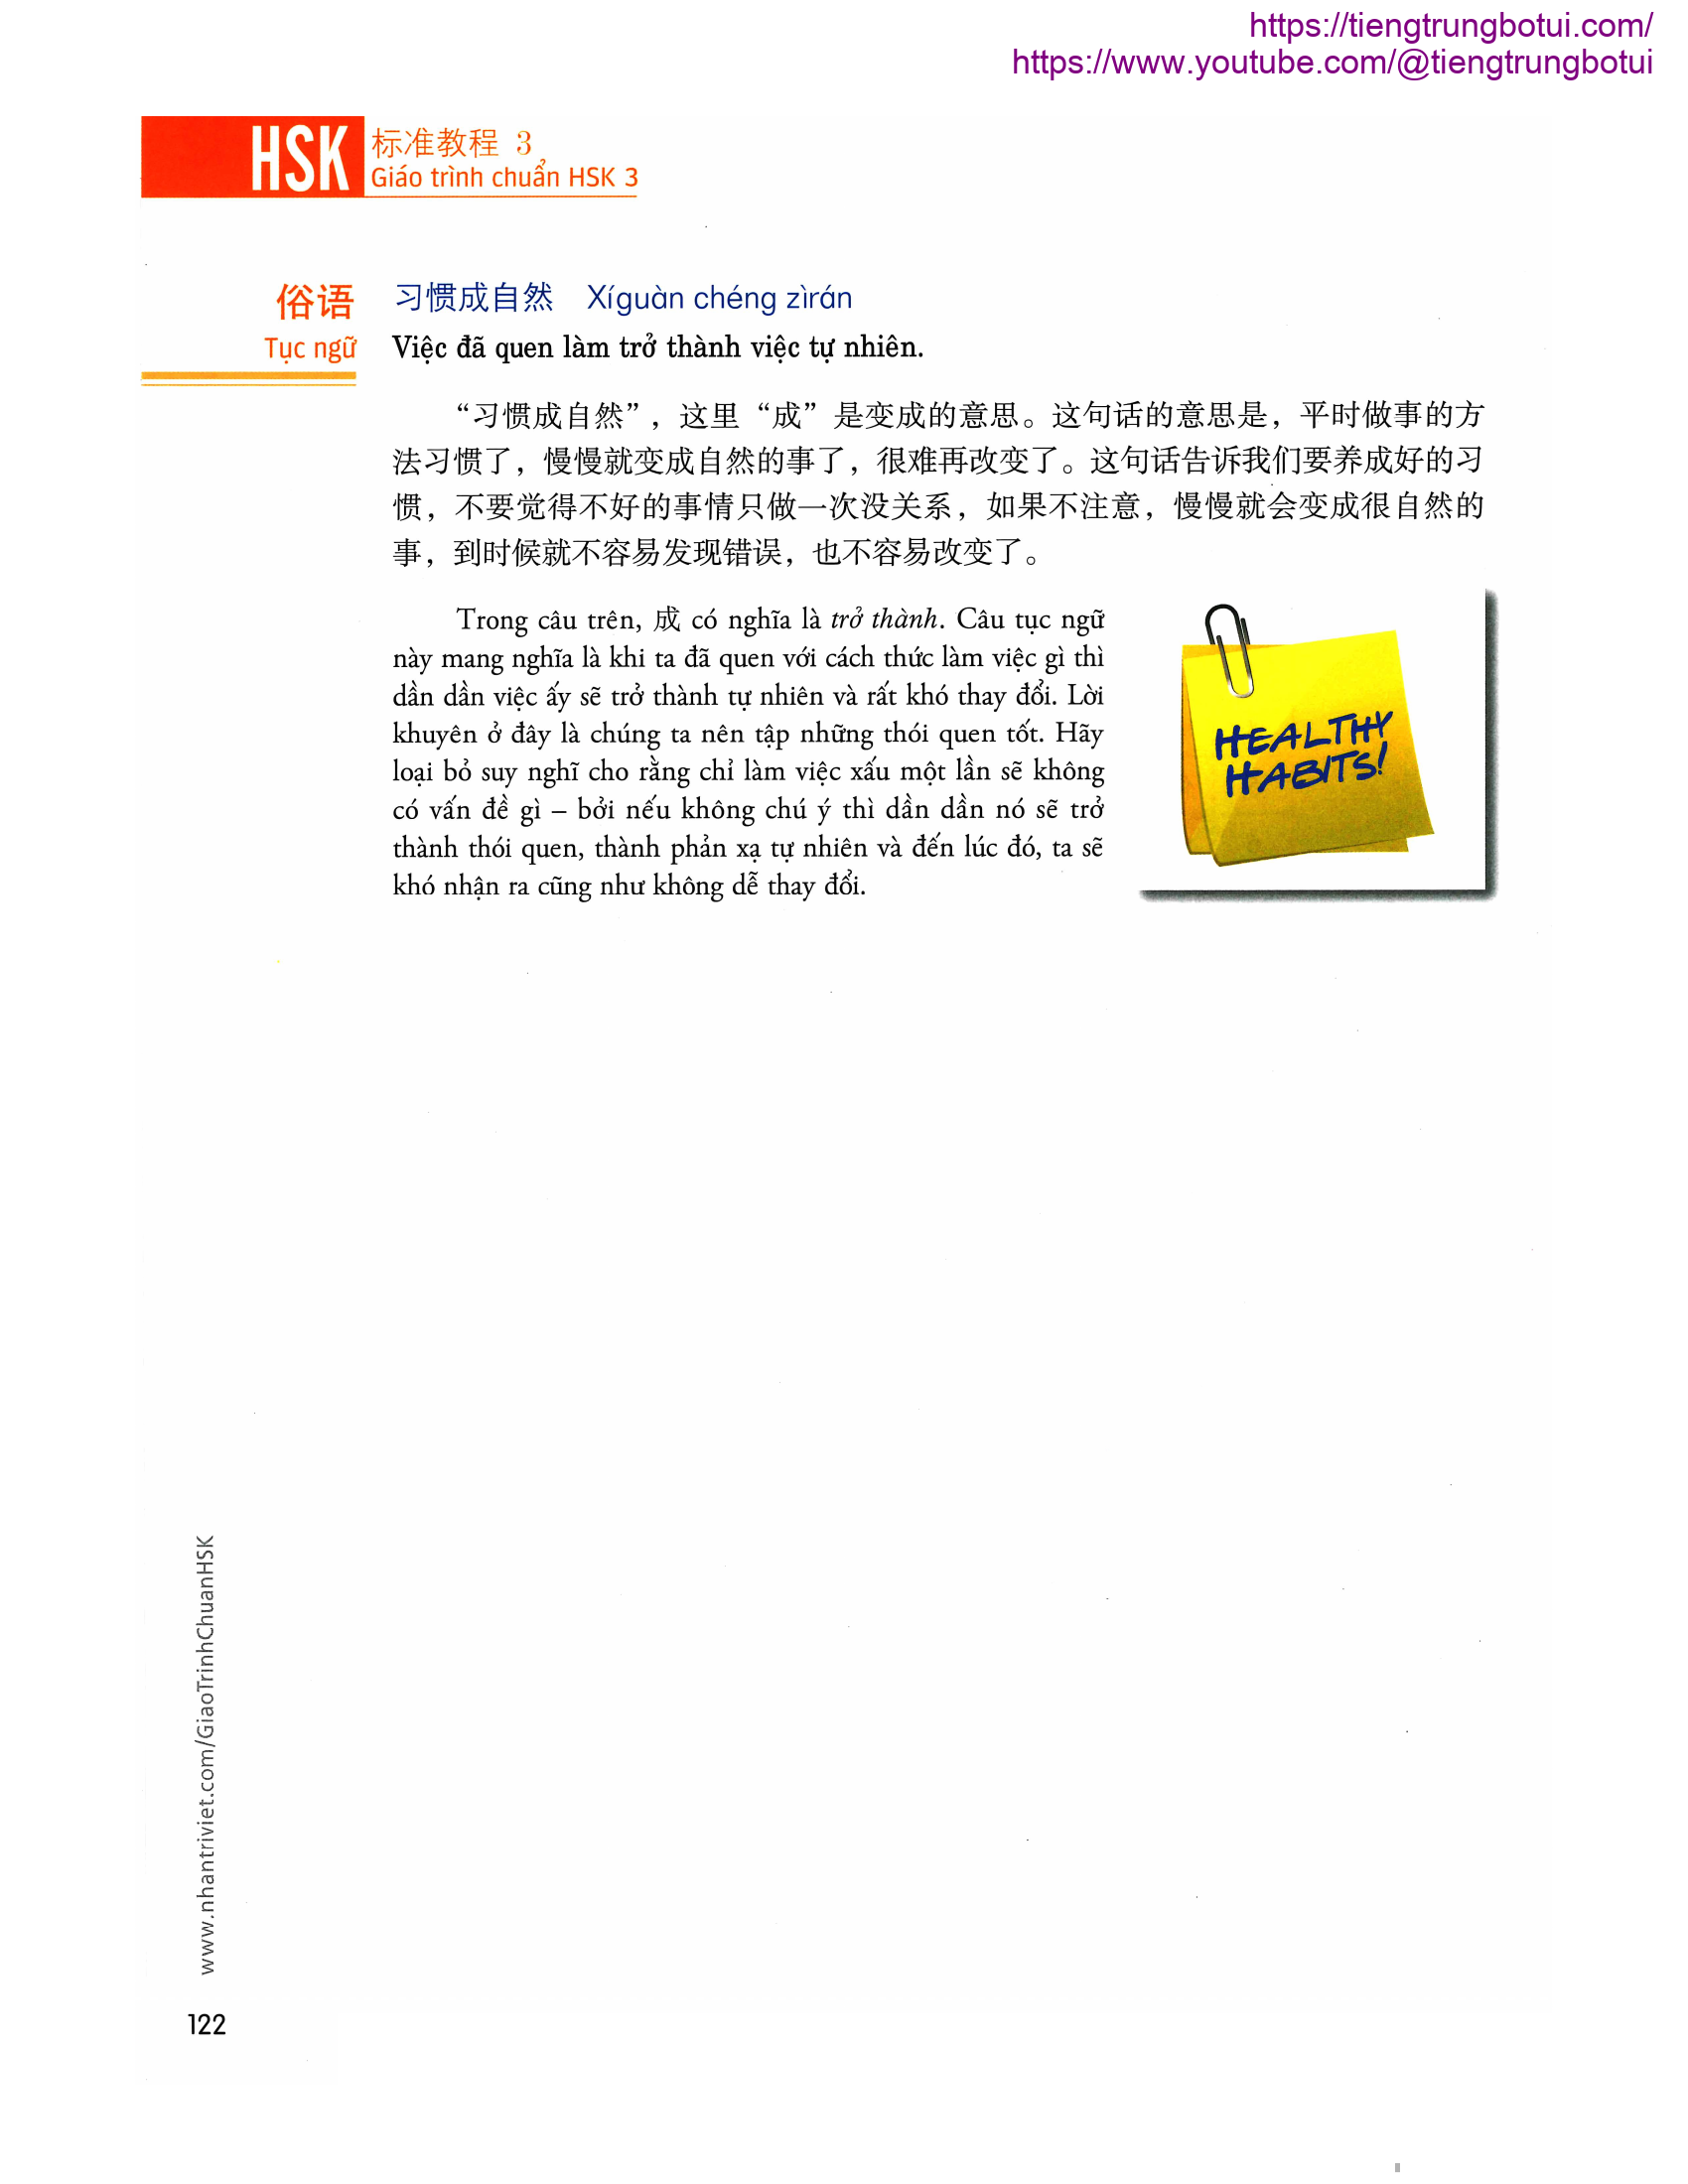 https://tiengtrungbotui.com/
https://www.youtube.com/@tiengtrungbotui
HSK 标准教程 3
Giáo trình chuẩn HSK 3
俗语 习惯成自然 Xíguàn chéng zìrán
Tục ngữ Việc đã quen làm trở thành việc tự nhiên.
“习惯成自然”，这里“成”是变成的意思。这句话的意思是，平时做事的方
法习惯了，慢慢就变成自然的事了，很难再改变了。这句话告诉我们要养成好的习
惯，不要觉得不好的事情只做一次没关系，如果不注意，慢慢就会变成很自然的
事，到时候就不容易发现错误，也不容易改变了。
Trong câu trên, 成 có nghĩa là trở thành. Câu tục ngữ
này mang nghĩa là khi ta đã quen với cách thức làm việc gì thì
dần dần việc ấy sẽ trở thành tự nhiên và rất khó thay đổi. Lời
khuyên ở đây là chúng ta nên tập những thói quen tốt. Hãy
loại bỏ suy nghĩ cho rằng chỉ làm việc xấu một lần sẽ không
có vấn đề gì – bởi nếu không chú ý thì dần dần nó sẽ trở
thành thói quen, thành phản xạ tự nhiên và đến lúc đó, ta sẽ
khó nhận ra cũng như không dễ thay đổi.
HEALTHY
HABITS!
www.nhantriviet.com/GiaoTrinhChuanHSK
122